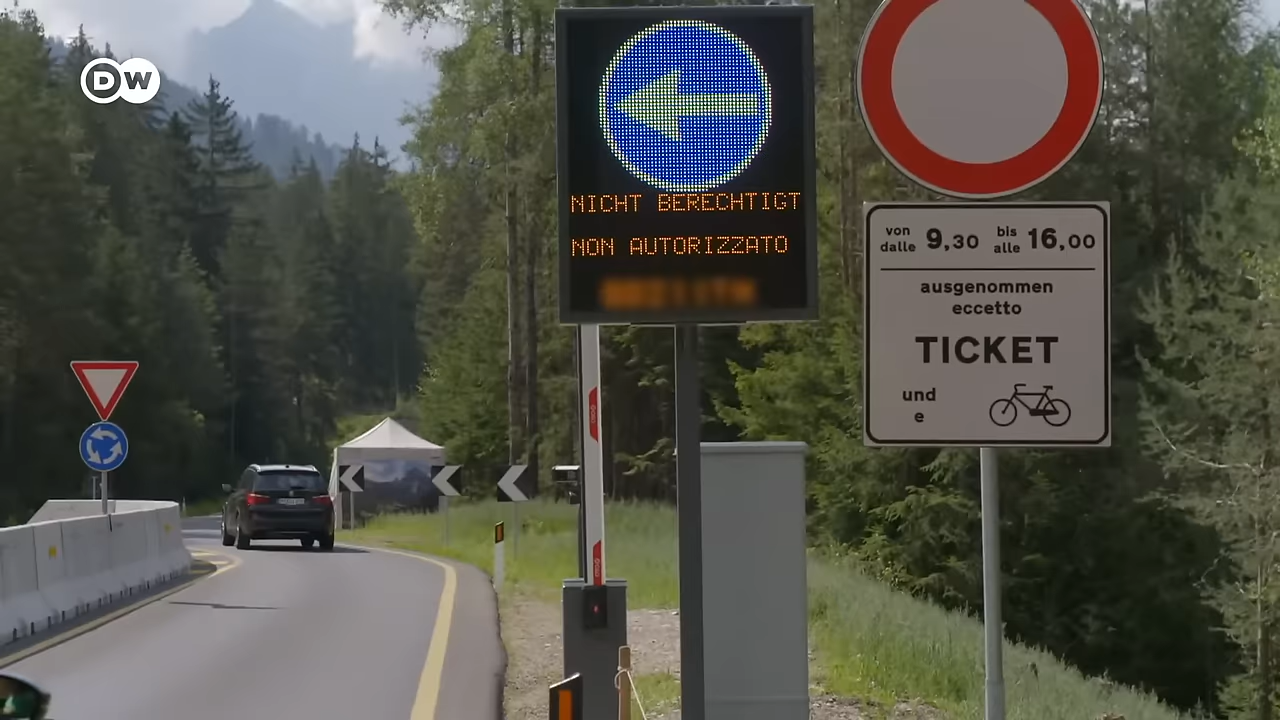 DW
NICHT BERECHTIGT
NON AUTORIZZATO
von dalle 9,30 bis alle 16,00
ausgenommen
eccetto
TICKET
und
e